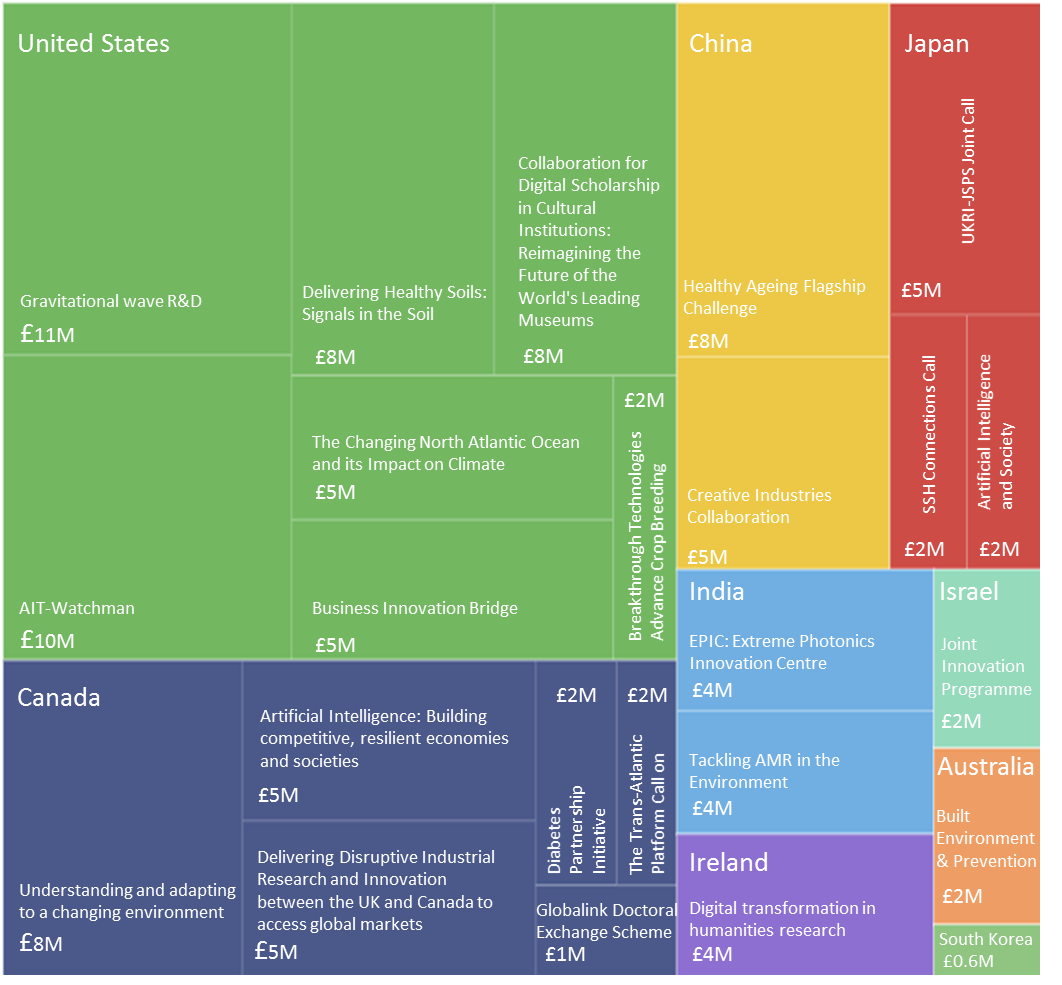 United States
Gravitational wave R&D
£11M
AIT-Watchman
£10M
Delivering Healthy Soils:
Signals in the Soil
£8M
Collaboration for
Digital Scholarship
in Cultural
Institutions:
Reimagining the
Future of the
World's Leading
Museums
£8M
The Changing North Atlantic Ocean
and its Impact on Climate
£5M
Business Innovation Bridge
£5M
£2M
Breakthrough Technologies
Advance Crop Breeding
China
Healthy Ageing Flagship
Challenge
£8M
Creative Industries
Collaboration
£5M
Japan
UKRI-JSPS Joint Call
£5M
SSH Connections Call
£2M
Artificial Intelligence
and Society
£2M
Canada
Understanding and adapting
to a changing environment
£8M
Artificial Intelligence: Building
competitive, resilient economies
and societies
£5M
Delivering Disruptive Industrial
Research and Innovation
between the UK and Canada to
access global markets
£5M
£2M
Diabetes
Partnership
Initiative
£2M
The Trans-Atlantic
Platform Call on
Globalink Doctoral
Exchange Scheme
£1M
India
EPIC: Extreme Photonics
Innovation Centre
£4M
Tackling AMR in the
Environment
£4M
Ireland
Digital transformation in
humanities research
£4M
Israel
Joint
Innovation
Programme
£2M
Australia
Built
Environment
& Prevention
£2M
South Korea
£0.6M